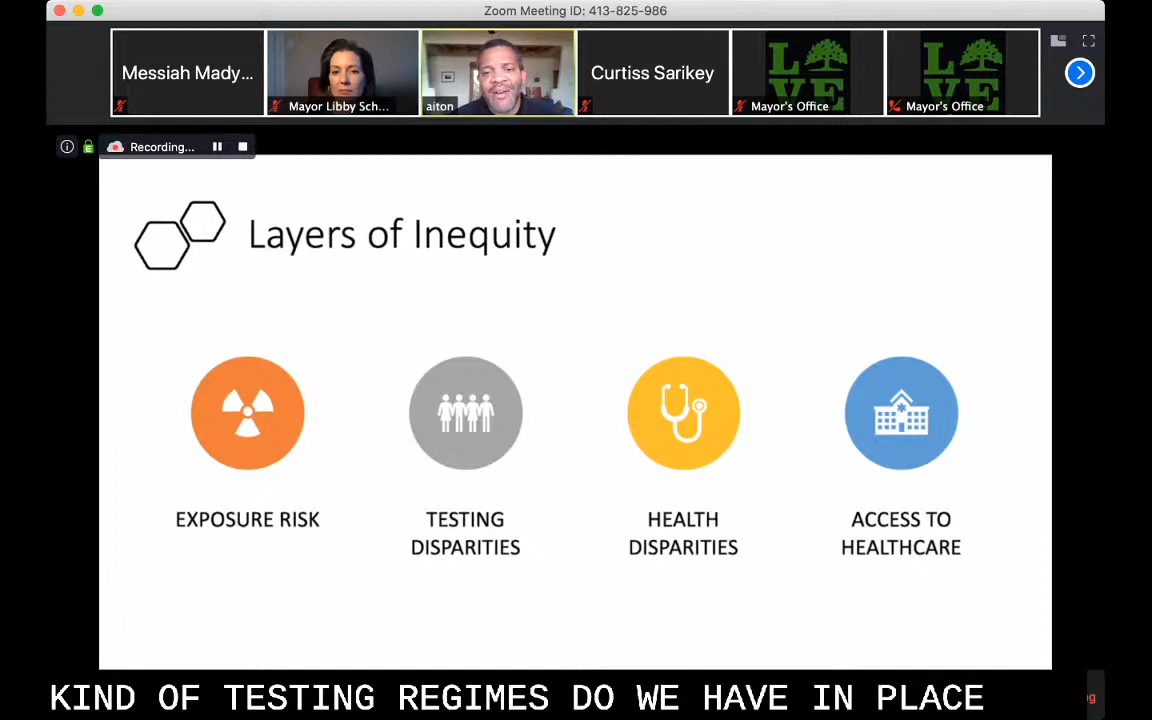 Zoom Meeting ID: 413-825-986
Messiah Mady...
Mayor Libby Sch...
aiton
Curtiss Sarikey
Mayor's Office
Mayor's Office
Recording...
Layers of Inequity
EXPOSURE RISK
TESTING
DISPARITIES
HEALTH
DISPARITIES
ACCESS TO
HEALTHCARE
KIND OF TESTING REGIMES DO WE HAVE IN PLACE